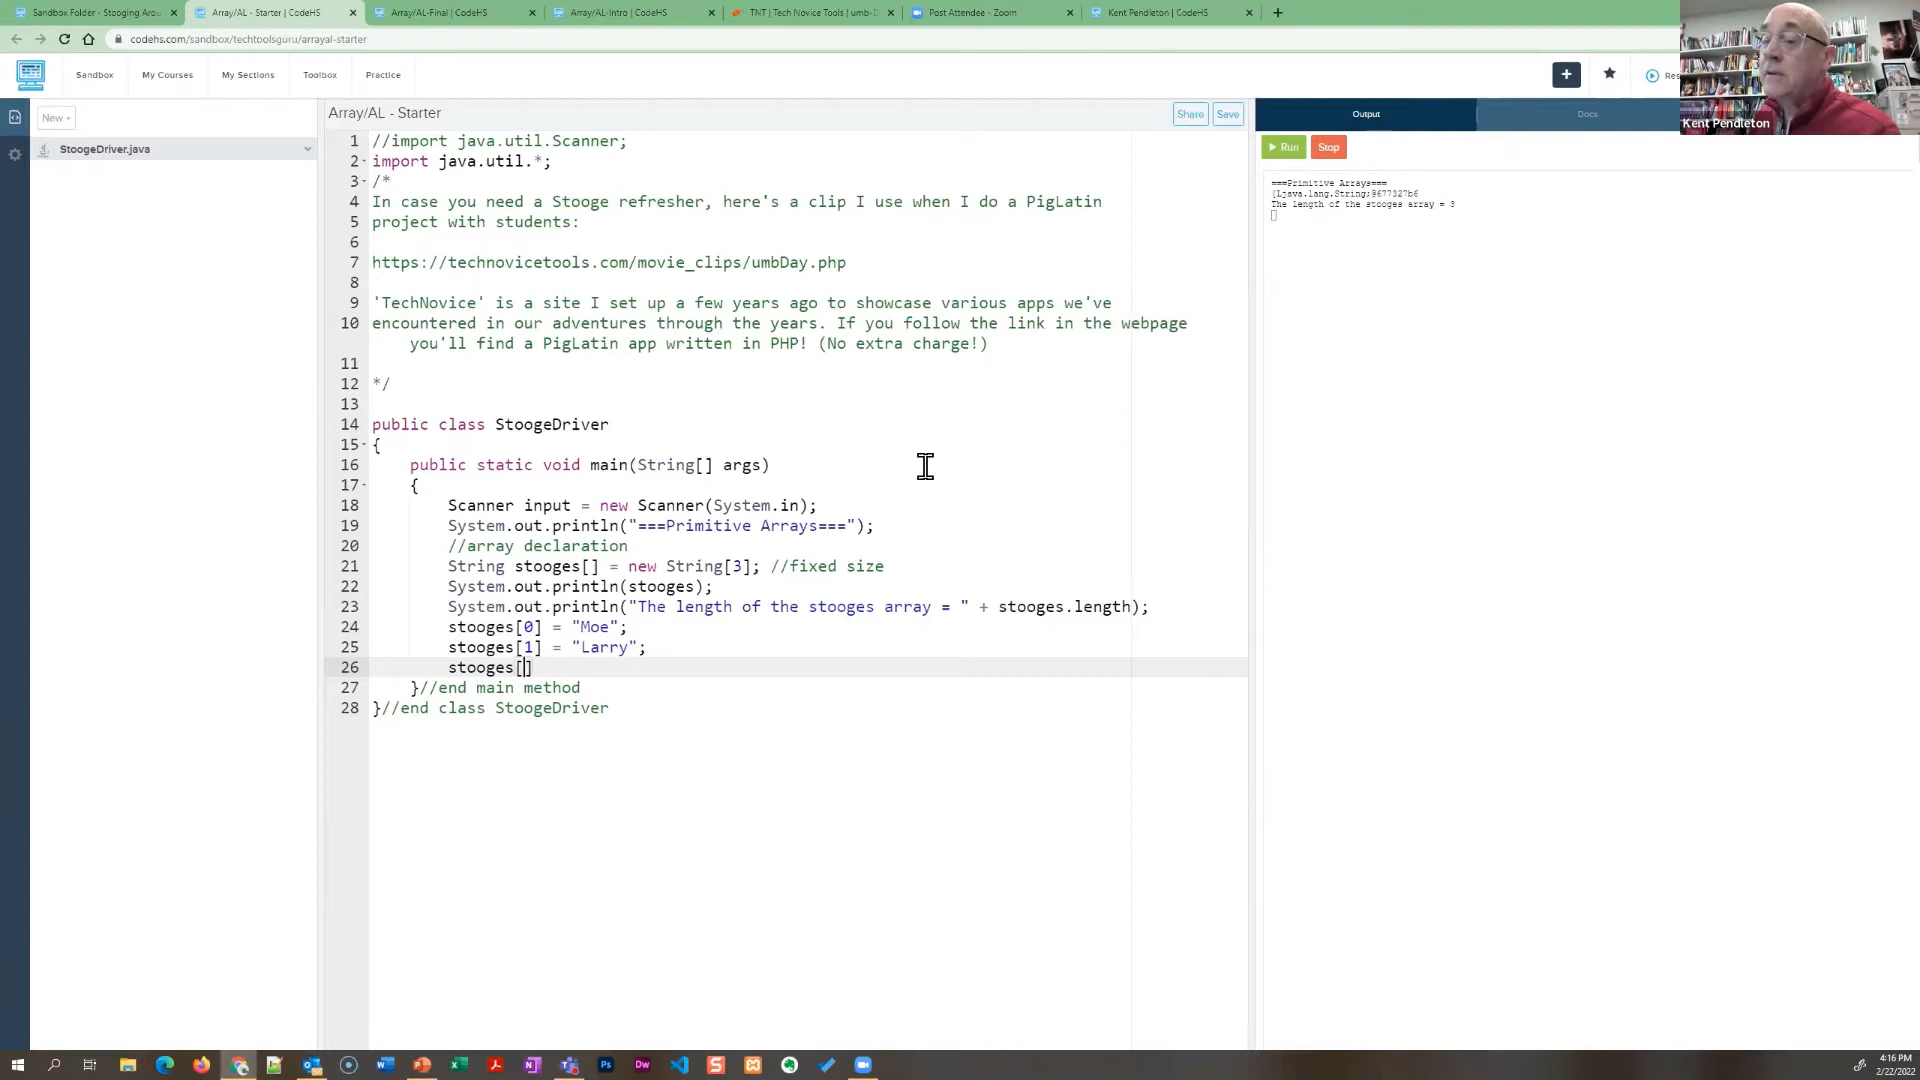 Sandbox Folder - Stooging Arou
Array/AL - Starter | CodeHS
Array/AL-Final | CodeHS
Array/AL-Intro | CodeHS
TNT | Tech Novice Tools | umb-D
Post Attendee - Zoom
Kent Pendleton | CodeHS
codehs.com/sandbox/techtoolsguru/arrayal-starter
Sandbox
My Courses
My Sections
Toolbox
Practice
Res
Kent Pendleton
New +
StoogeDriver.java
Array/AL - Starter
Share
Save
Output
Docs
Run
Stop
1 //import java.util.Scanner;
2 import java.util.*;
3 /*
4 In case you need a Stooge refresher, here's a clip I use when I do a PigLatin
5 project with students:
6
7 https://technovicetools.com/movie_clips/umbDay.php
8
9 'TechNovice' is a site I set up a few years ago to showcase various apps we've
10 encountered in our adventures through the years. If you follow the link in the webpage
you'll find a PigLatin app written in PHP! (No extra charge!)
11
12 */
13
14 public class StoogeDriver
15 {
16 public static void main(String[] args)
17 {
18 Scanner input = new Scanner(System.in);
19 System.out.println("===Primitive Arrays===");
20 //array declaration
21 String stooges[] = new String[3]; //fixed size
22 System.out.println(stooges);
23 System.out.println("The length of the stooges array = " + stooges.length);
24 stooges[0] = "Moe";
25 stooges[1] = "Larry";
26 stooges[]
27 }//end main method
28 }//end class StoogeDriver
===Primitive Arrays===
[Ljava.lang.String;@677327b6
The length of the stooges array = 3
4:16 PM
2/22/2022